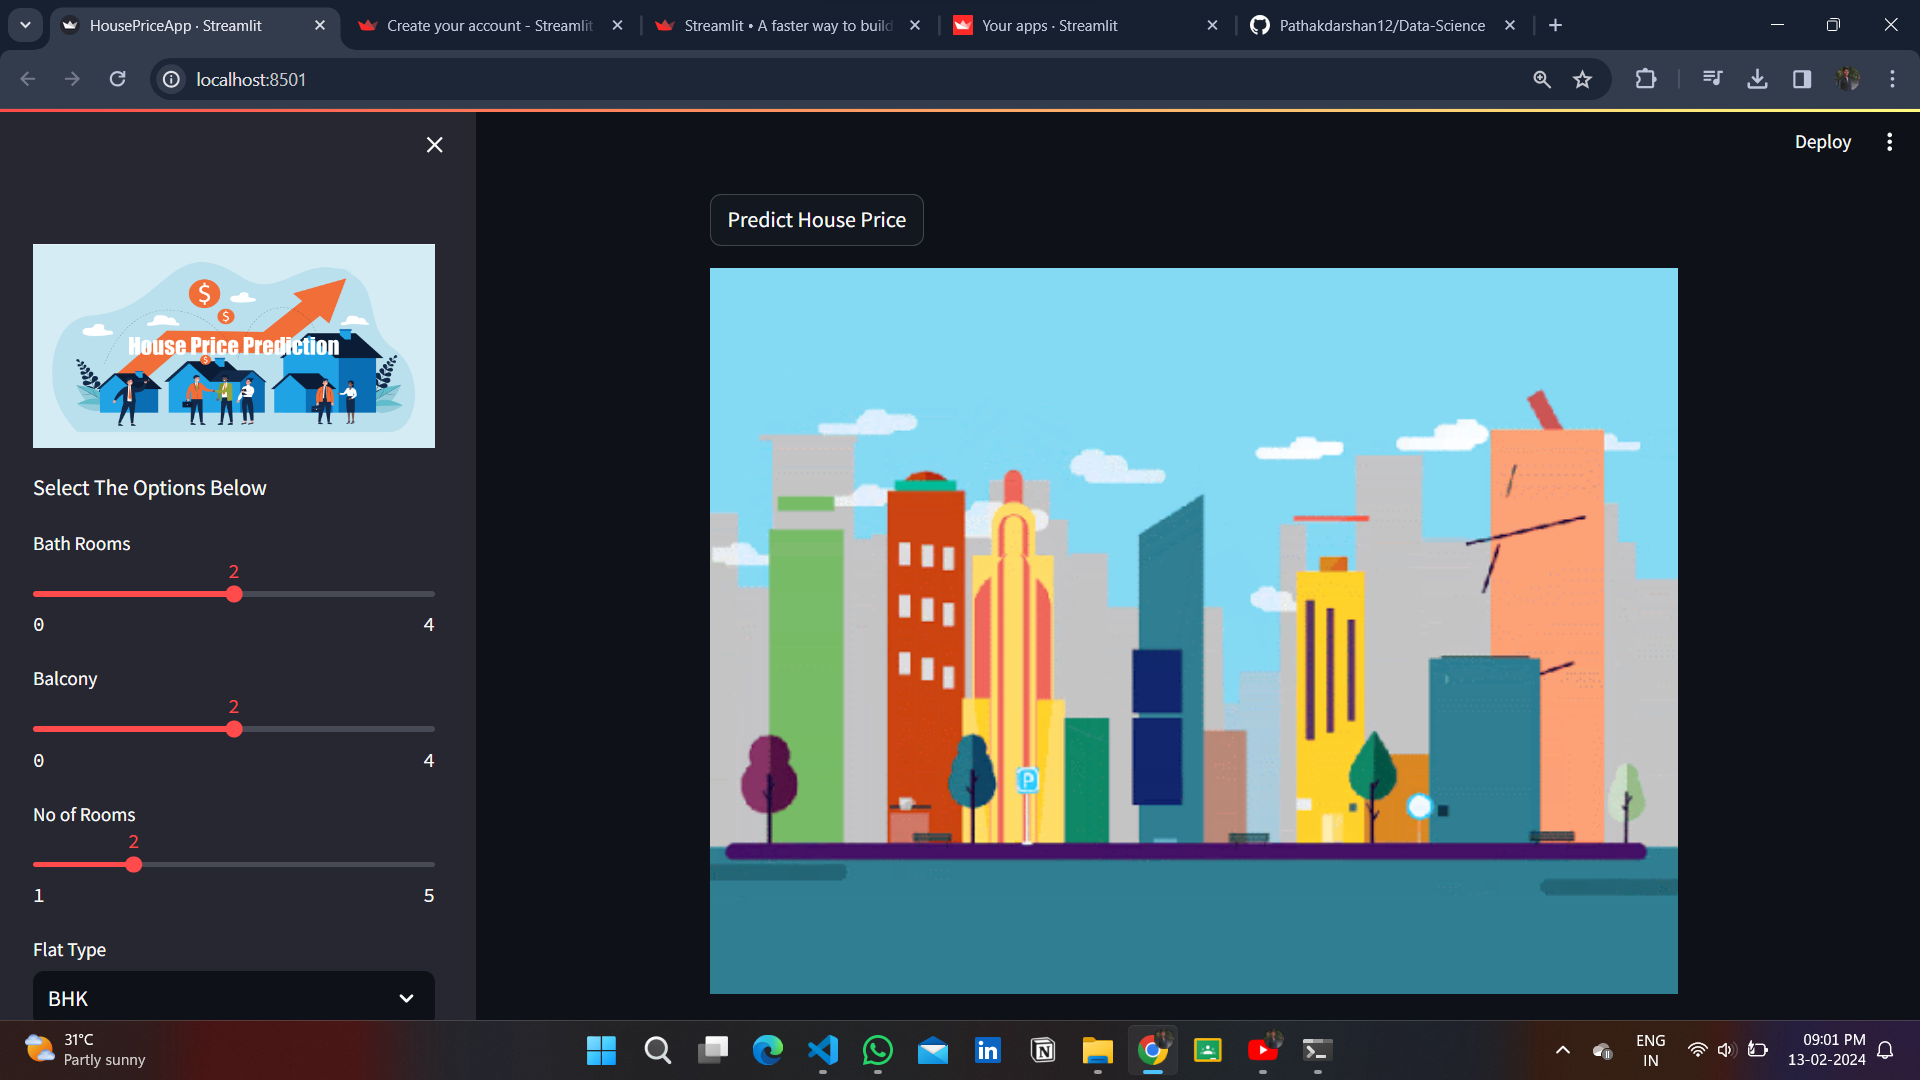 HousePriceApp · Streamlit
Create your account - Streamlit
Streamlit • A faster way to build
Your apps · Streamlit
Pathakdarshan12/Data-Science
localhost:8501
Deploy
Predict House Price
$
$
House Price Prediction
$
Select The Options Below
Bath Rooms
2
0 4
Balcony
2
0 4
No of Rooms
2
1 5
Flat Type
BHK
P
31°C
Partly sunny
in
N
ENG
IN
09:01 PM
13-02-2024